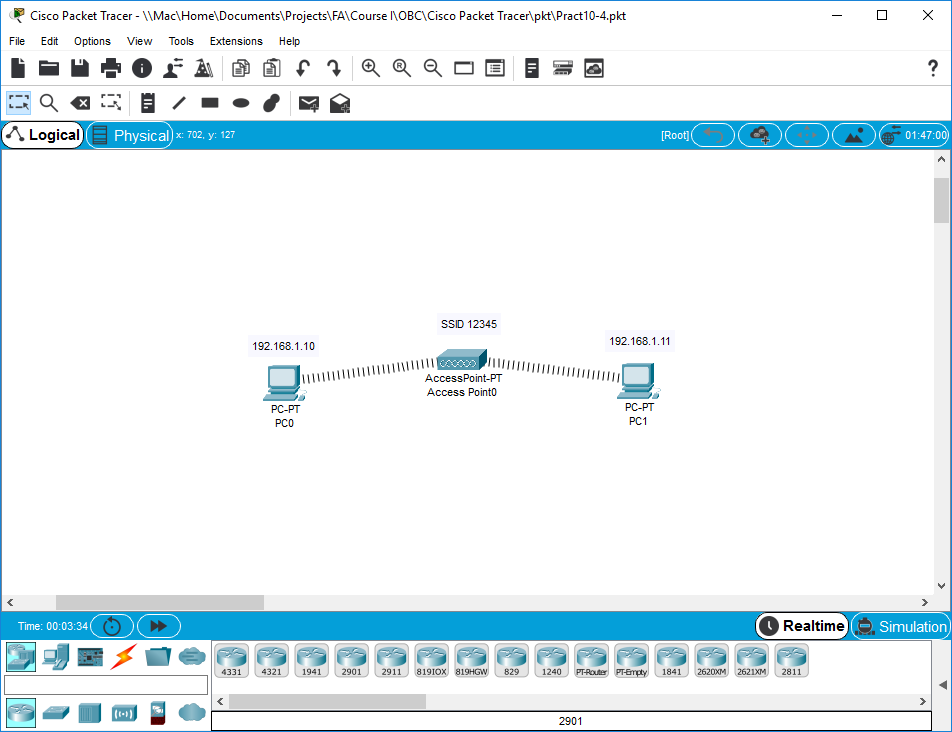 Cisco Packet Tracer - \\Mac\Home\Documents\Projects\FA\Course I\OBC\Cisco Packet Tracer\pkt\Pract10-4.pkt
File Edit Options View Tools Extensions Help
Logical Physical x: 702, y: 127 [Root] 01:47:00
SSID 12345
192.168.1.10
192.168.1.11
AccessPoint-PT
Access Point0
PC-PT
PC0
PC-PT
PC1
Time: 00:03:34 Realtime Simulation
4331 4321 1941 2901 2911 819IOX 819HGW 829 1240 PT-Router PT-Empty 1841 2620XM 2621XM 2811
2901